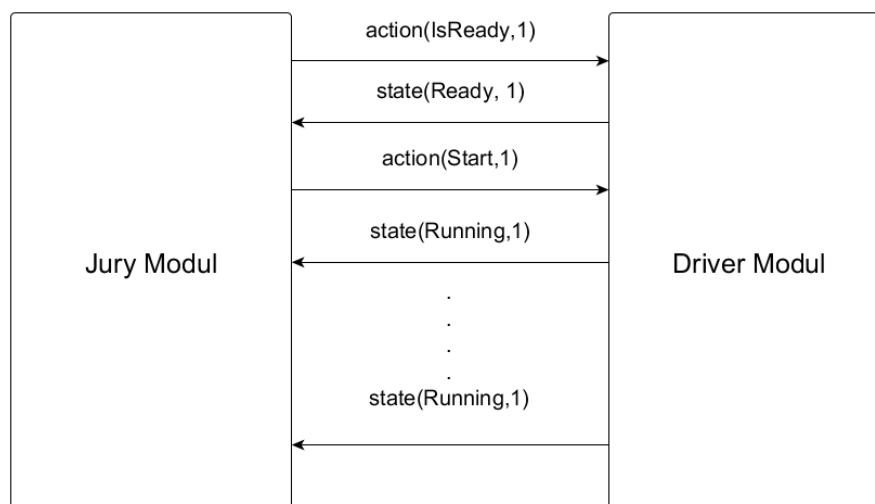 action(IsReady,1)
state(Ready, 1)
action(Start,1)
state(Running,1)
Jury Modul
Driver Modul
.
.
.
.
state(Running,1)